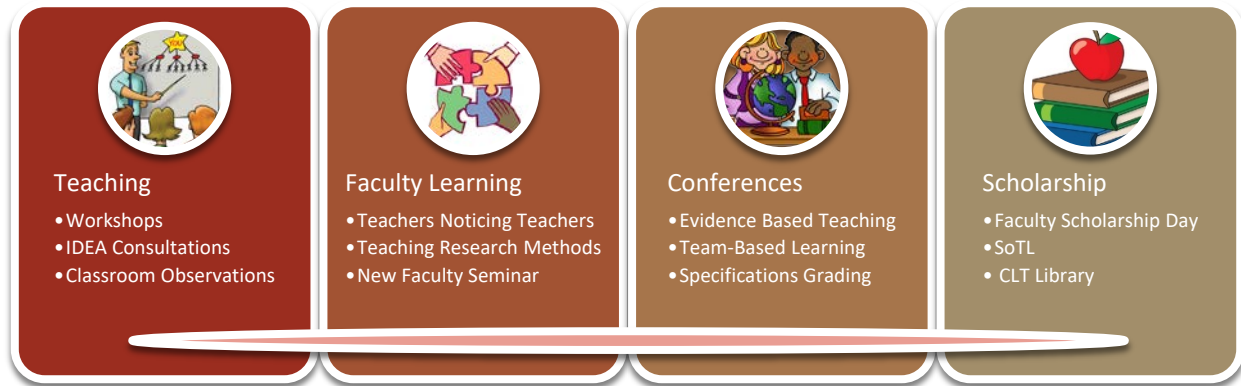 YOU!
Teaching
•Workshops
•IDEA Consultations
•Classroom Observations
Faculty Learning
•Teachers Noticing Teachers
•Teaching Research Methods
•New Faculty Seminar
Conferences
•Evidence Based Teaching
•Team-Based Learning
•Specifications Grading
Scholarship
•Faculty Scholarship Day
•SoTL
• CLT Library